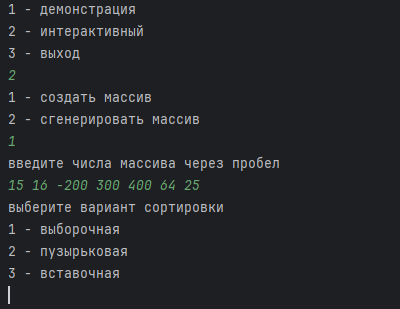 1 - демонстрация
2 - интерактивный
3 - выход
2
1 - создать массив
2 - сгенерировать массив
1
введите числа массива через пробел
15 16 -200 300 400 64 25
выберите вариант сортировки
1 - выборочная
2 - пузырьковая
3 - вставочная